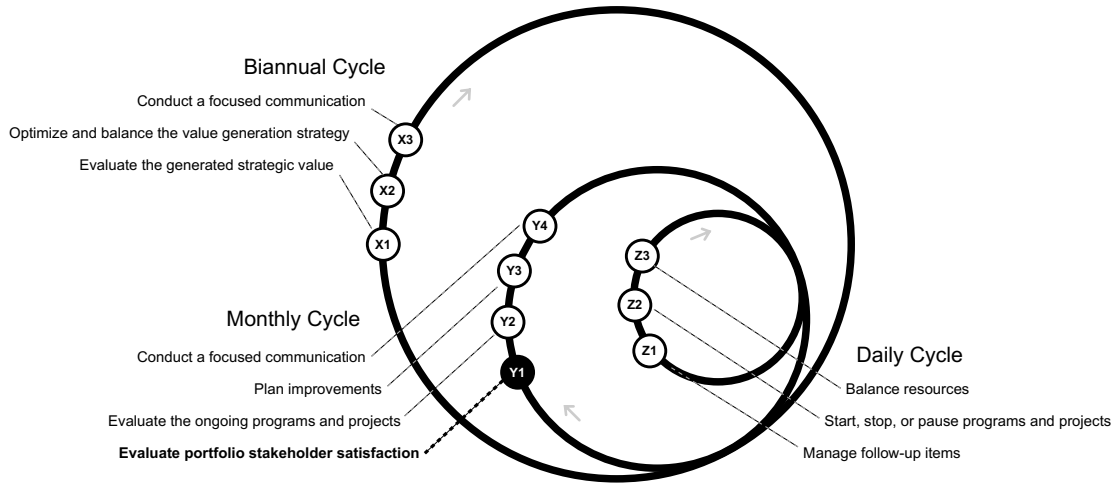 Biannual Cycle
Conduct a focused communication
Optimize and balance the value generation strategy
Evaluate the generated strategic value
X3
X2
X1
Monthly Cycle
Conduct a focused communication
Plan improvements
Evaluate the ongoing programs and projects
Evaluate portfolio stakeholder satisfaction
Y4
Y3
Y2
Y1
Z3
Z2
Z1
Daily Cycle
Balance resources
Start, stop, or pause programs and projects
Manage follow-up items